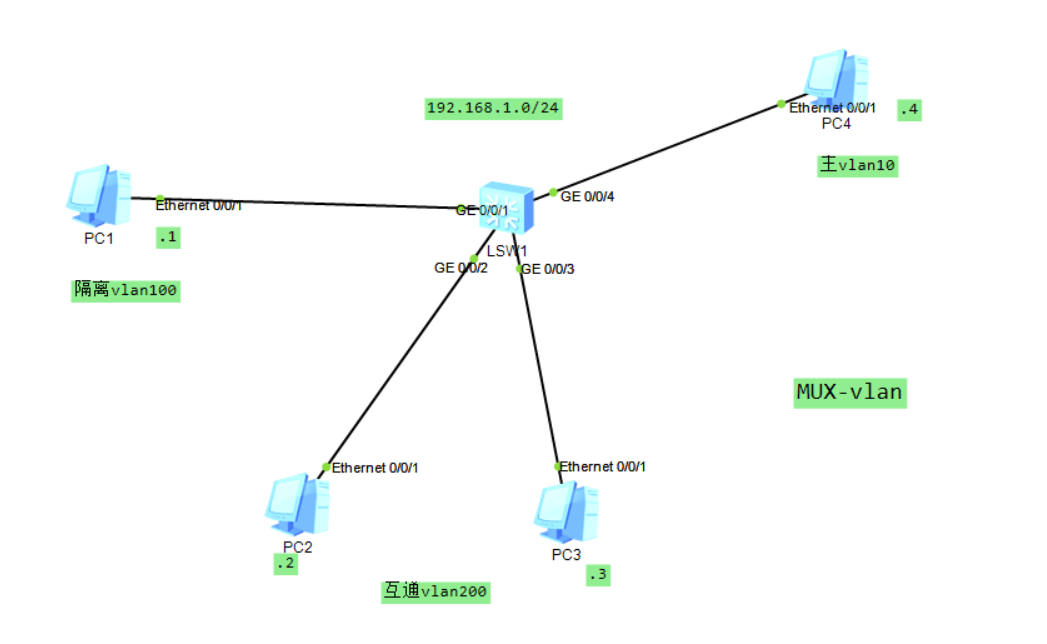 192.168.1.0/24
Ethernet 0/0/1
PC4
.4
主vlan10
Ethernet 0/0/1
PC1
.1
隔离vlan100
GE 0/0/1
GE 0/0/4
LSW1
GE 0/0/2
GE 0/0/3
MUX-vlan
Ethernet 0/0/1
PC2
.2
Ethernet 0/0/1
PC3
.3
互通vlan200